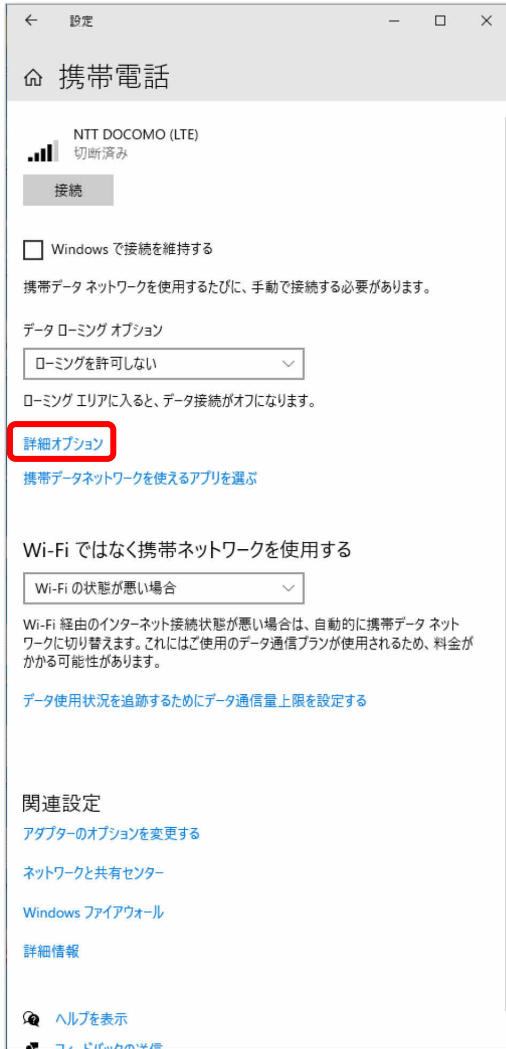 設定
携帯電話
NTT DOCOMO (LTE)
切断済み
接続
Windows で接続を維持する
携帯データ ネットワークを使用するたびに、手動で接続する必要があります。
データ ローミング オプション
ローミングを許可しない
ローミング エリアに入ると、データ接続がオフになります。
詳細オプション
携帯データネットワークを使えるアプリを選ぶ
Wi-Fi ではなく携帯ネットワークを使用する
Wi-Fi の状態が悪い場合
Wi-Fi 経由のインターネット接続状態が悪い場合は、自動的に携帯データ ネット
ワークに切り替えます。これにはご使用のデータ通信プランが使用されるため、料金が
かかる可能性があります。
データ使用状況を追跡するためにデータ通信量上限を設定する
関連設定
アダプターのオプションを変更する
ネットワークと共有センター
Windows ファイアウォール
詳細情報
ヘルプを表示
フィードバックの送信